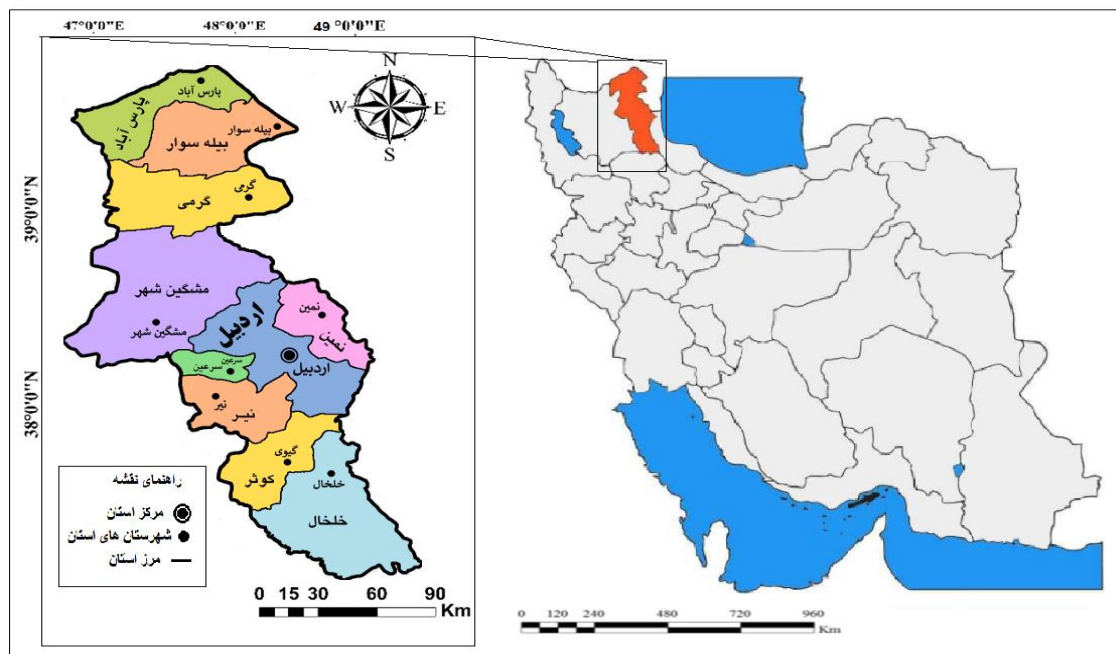 47°0'0"E 48°0'0"E 49°0'0"E
39°0'0"N
38°0'0"N
N
W E
S
پارس آباد
پارس آباد
بیله سوار
بیله سوار
گرمی
گرمی
مشگین شهر
مشگین شهر
اردبیل
اردبیل
نمین
نمین
سرعین
سرعین
نیر
نیر
گیوی
کوثر
خلخال
خلخال
راهنمای نقشه
مرکز استان
شهرستان های استان
مرز استان
0 15 30 60 90
Km
0 120 240 480 720 960
Km